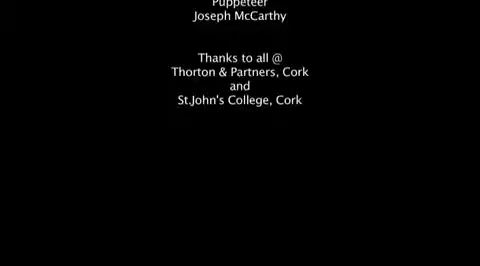 Puppeteer
Joseph McCarthy
Thanks to all @
Thorton & Partners, Cork
and
St.John's College, Cork